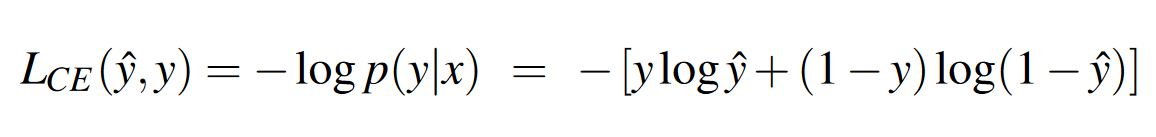 L_CE(ŷ, y) = − log p(y|x) = − [y log ŷ + (1 − y) log(1 − ŷ)]